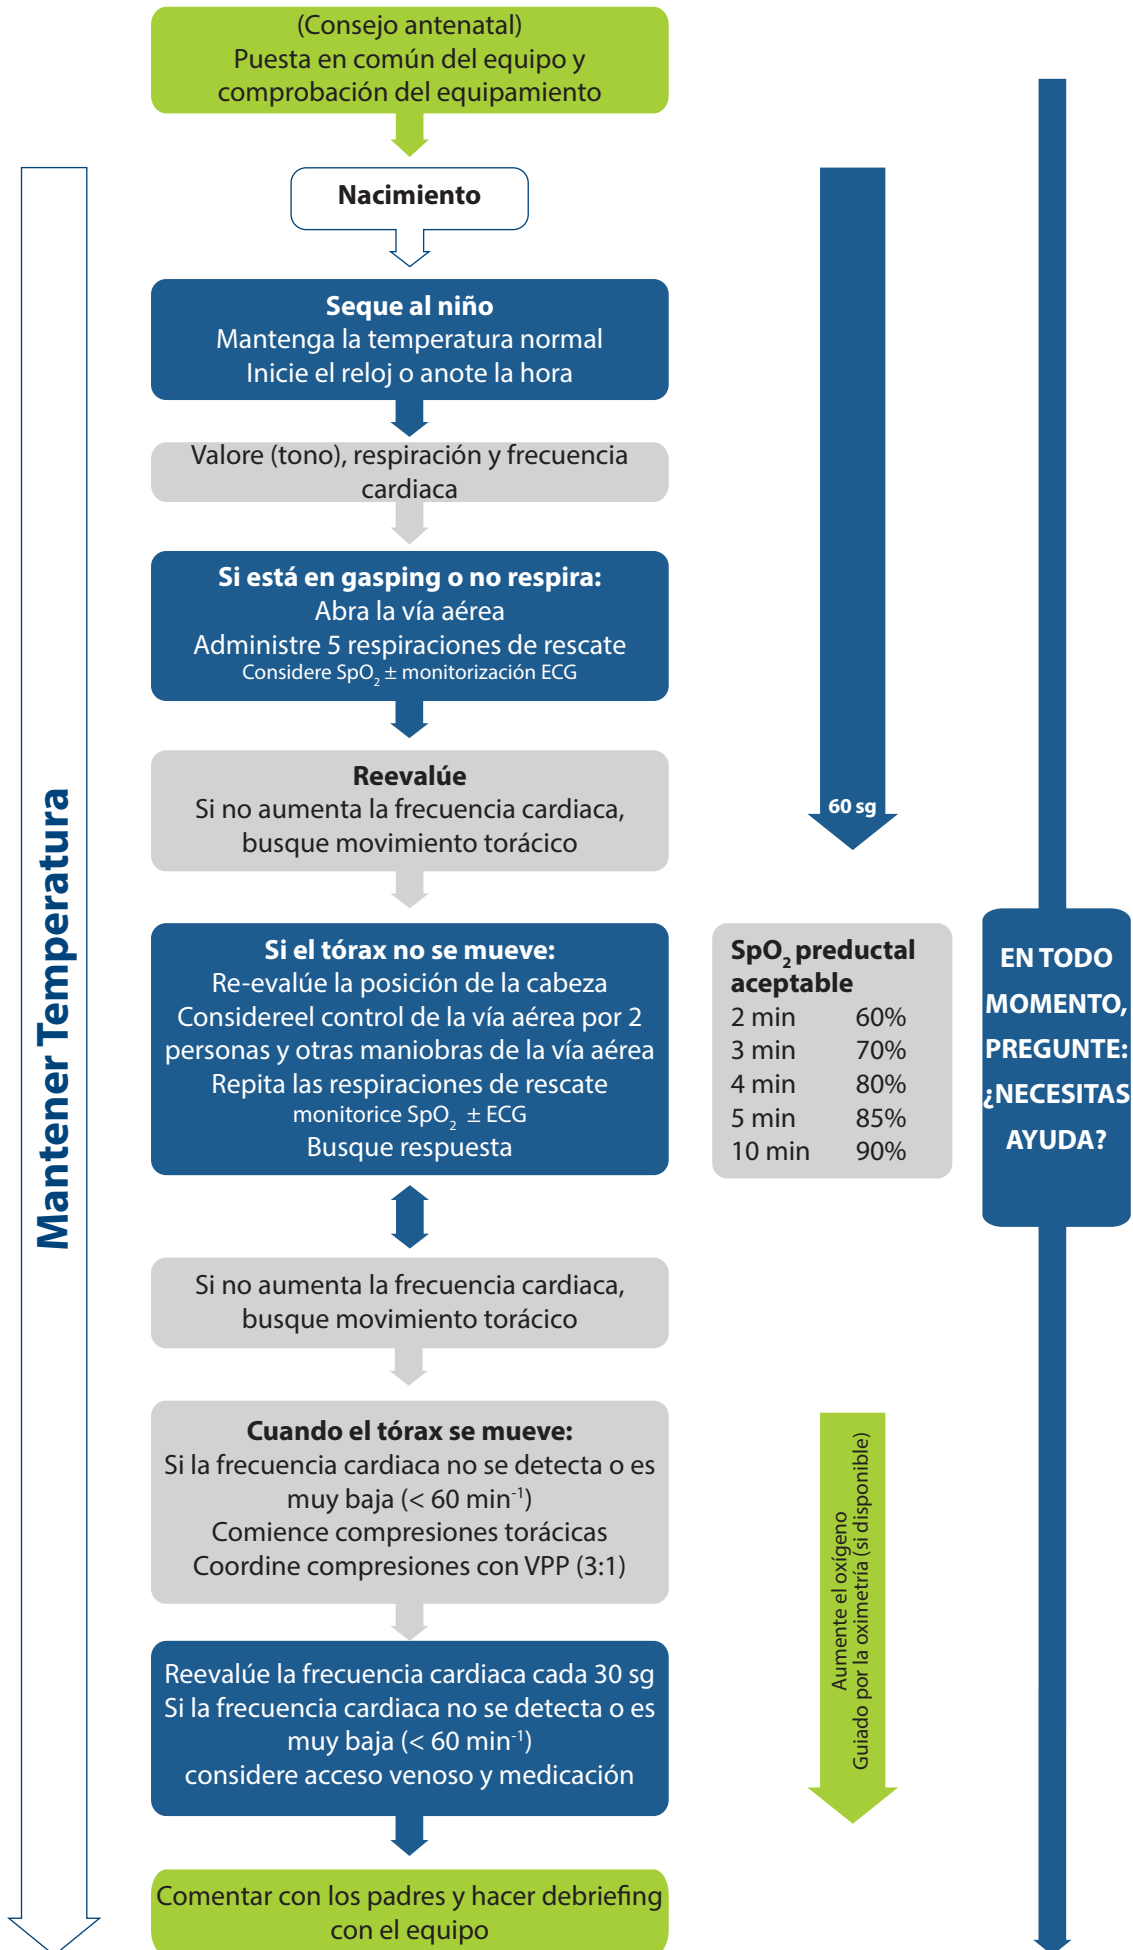 (Consejo antenatal)
Puesta en común del equipo y
comprobación del equipamiento
Nacimiento
Seque al niño
Mantenga la temperatura normal
Inicie el reloj o anote la hora
Valore (tono), respiración y frecuencia
cardiaca
Si está en gasping o no respira:
Abra la vía aérea
Administre 5 respiraciones de rescate
Considere SpO₂ ± monitorización ECG
Reevalúe
Si no aumenta la frecuencia cardiaca,
busque movimiento torácico
60 sg
Mantener Temperatura
Si el tórax no se mueve:
Re-evalúe la posición de la cabeza
Considereel control de la vía aérea por 2
personas y otras maniobras de la vía aérea
Repita las respiraciones de rescate
monitorice SpO₂ ± ECG
Busque respuesta
SpO₂ preductal
aceptable
2 min 60%
3 min 70%
4 min 80%
5 min 85%
10 min 90%
EN TODO
MOMENTO,
PREGUNTE:
¿NECESITAS
AYUDA?
Si no aumenta la frecuencia cardiaca,
busque movimiento torácico
Cuando el tórax se mueve:
Si la frecuencia cardiaca no se detecta o es
muy baja (< 60 min⁻¹)
Comience compresiones torácicas
Coordine compresiones con VPP (3:1)
Aumente el oxígeno
Guiado por la oximetría (si disponible)
Reevalúe la frecuencia cardiaca cada 30 sg
Si la frecuencia cardiaca no se detecta o es
muy baja (< 60 min⁻¹)
considere acceso venoso y medicación
Comentar con los padres y hacer debriefing
con el equipo